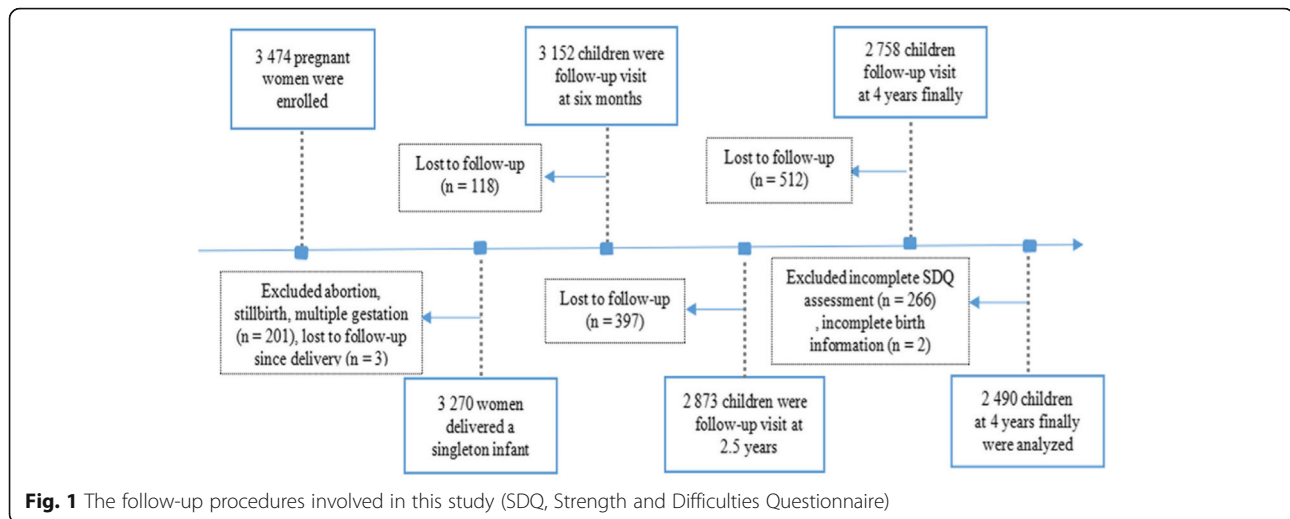 3 474 pregnant
women were
enrolled
3 152 children were
follow-up visit
at six months
2 758 children
follow-up visit
at 4 years finally
Lost to follow-up
(n = 118)
Lost to follow-up
(n = 512)
Excluded abortion,
stillbirth, multiple gestation
(n = 201), lost to follow-up
since delivery (n = 3)
Lost to follow-up
(n = 397)
Excluded incomplete SDQ
assessment (n = 266)
, incomplete birth
information (n = 2)
3 270 women
delivered a
singleton infant
2 873 children were
follow-up visit at
2.5 years
2 490 children
at 4 years finally
were analyzed
Fig. 1 The follow-up procedures involved in this study (SDQ, Strength and Difficulties Questionnaire)